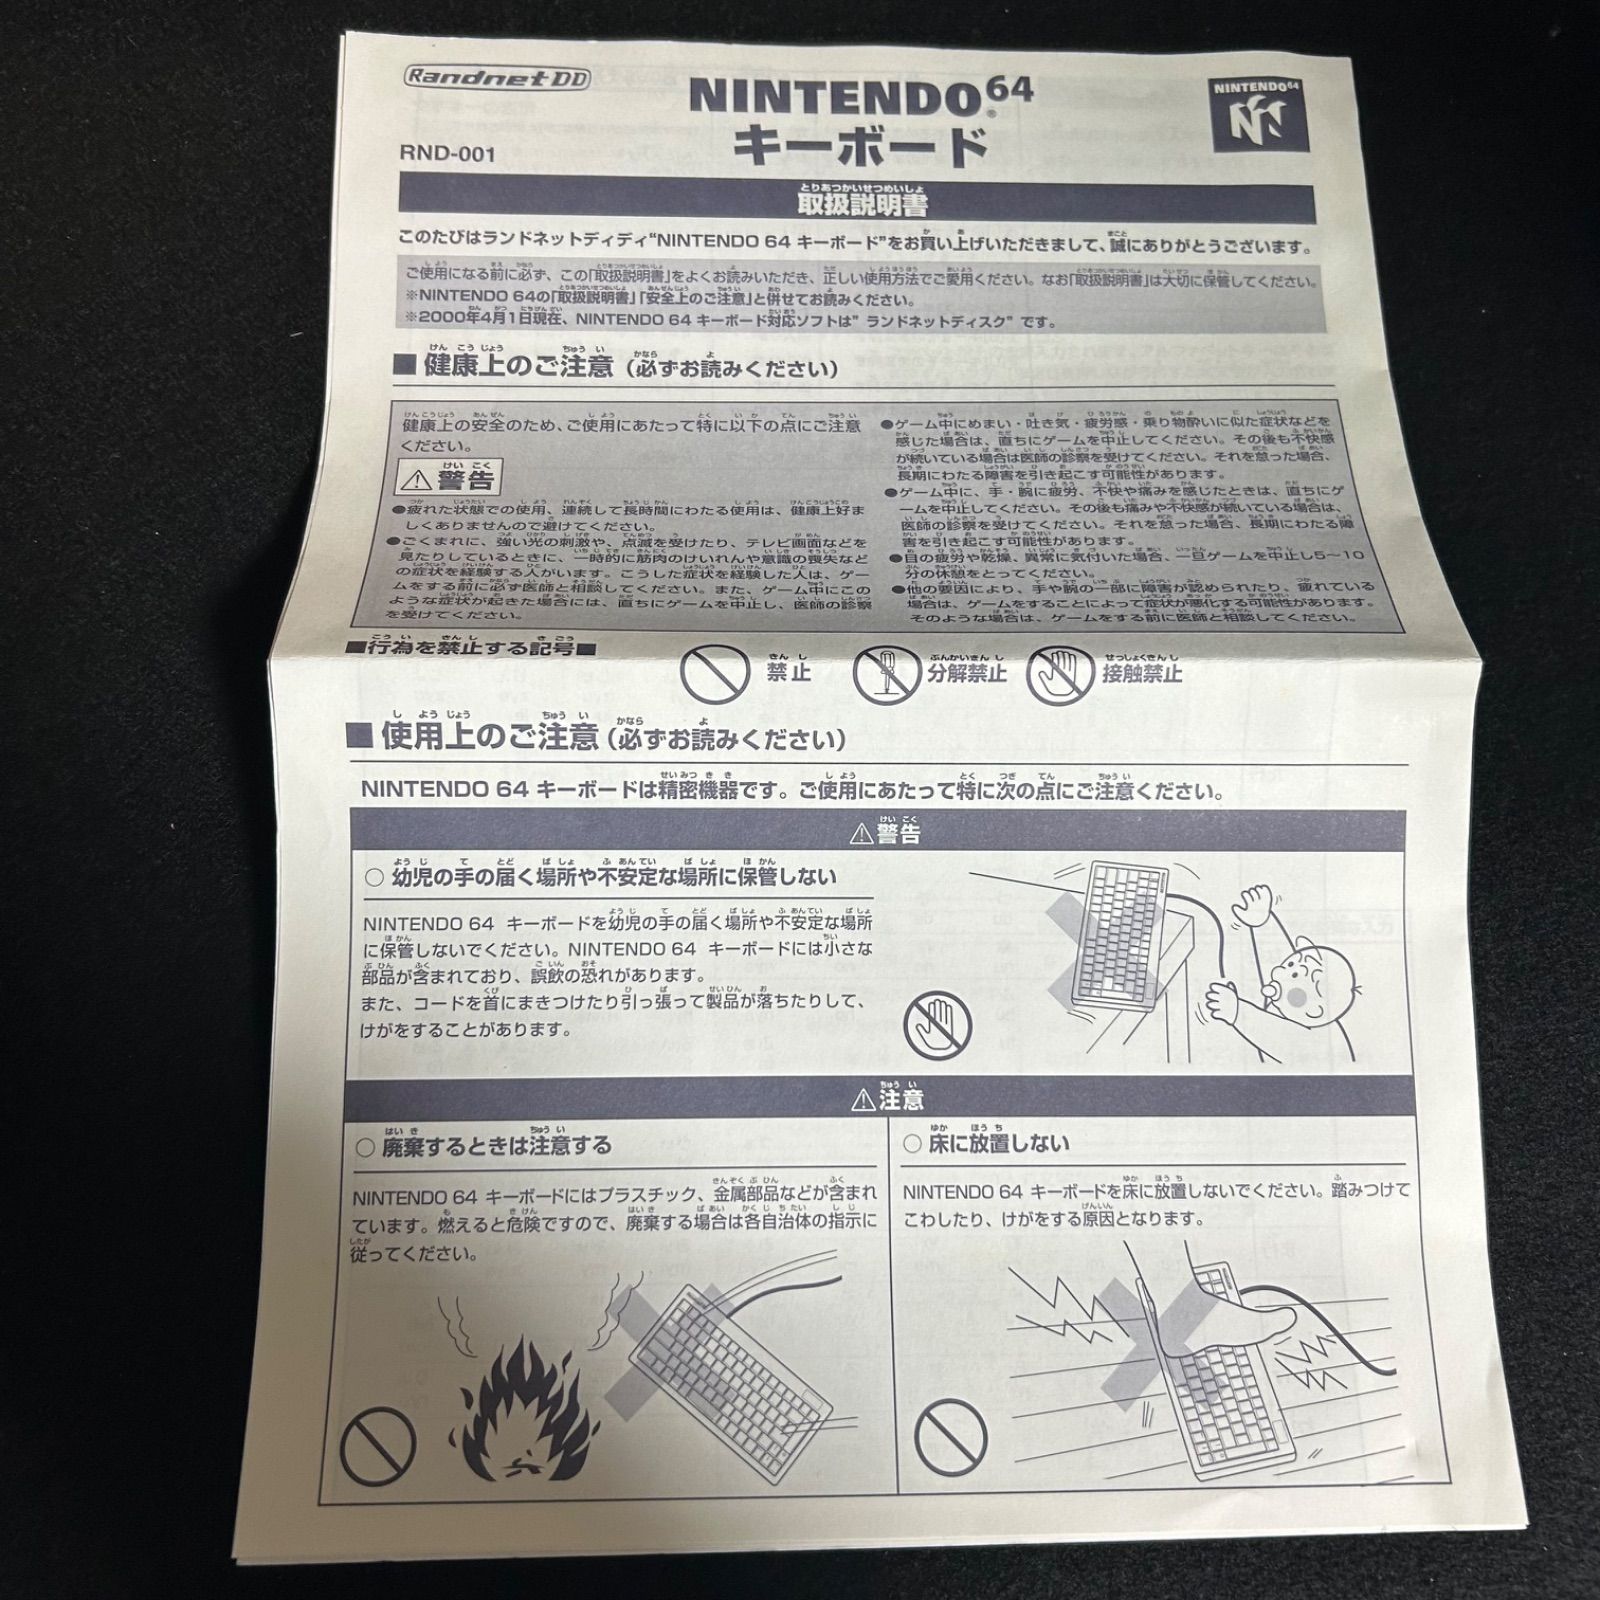 RandnetDD
NINTENDO64
キーボード
NINTENDO64
RND-001
とりあつかいせつめいしょ
取扱説明書
このたびはランドネットディディ“NINTENDO 64 キーボード”をお買い上げいただきまして、誠にありがとうございます。
ご使用になる前に必ず、この「取扱説明書」をよくお読みいただき、正しい使用方法でご愛用ください。なお「取扱説明書」は大切に保管してください。
※NINTENDO 64の「取扱説明書」「安全上のご注意」と併せてお読みください。
※2000年4月1日現在、NINTENDO 64 キーボード対応ソフトは” ランドネットディスク” です。
■健康上のご注意（必ずお読みください）
健康上の安全のため、ご使用にあたって特に以下の点にご注意
ください。
⚠警告
●疲れた状態での使用、連続して長時間にわたる使用は、健康上好ま
しくありませんので避けてください。
●ごくまれに、強い光の刺激や、点滅を受けたり、テレビ画面などを
見たりしているときに、一時的に筋肉のけいれんや意識の喪失など
の症状を経験する人がいます。こうした症状を経験した人は、ゲー
ムをする前に必ず医師と相談してください。また、ゲーム中にこの
ような症状が起きた場合には、直ちにゲームを中止し、医師の診察
を受けてください。
●ゲーム中にめまい・吐き気・疲労感・乗り物酔いに似た症状などを
感じた場合は、直ちにゲームを中止してください。その後も不快感
が続いている場合は医師の診察を受けてください。それを怠った場合、
長期にわたる障害を引き起こす可能性があります。
●ゲーム中に、手・腕に疲労、不快や痛みを感じたときは、直ちにゲ
ームを中止してください。その後も痛みや不快感が続いている場合は、
医師の診察を受けてください。それを怠った場合、長期にわたる障
害を引き起こす可能性があります。
●目の疲労や乾燥、異常に気付いた場合、一旦ゲームを中止し5～10
分の休憩をとってください。
●他の要因により、手や腕の一部に障害が認められたり、疲れている
場合は、ゲームをすることによって症状が悪化する可能性があります。
そのような場合は、ゲームをする前に医師と相談してください。
■行為を禁止する記号■
禁止
分解禁止
接触禁止
■使用上のご注意（必ずお読みください）
NINTENDO 64 キーボードは精密機器です。ご使用にあたって特に次の点にご注意ください。
⚠警告
○ 幼児の手の届く場所や不安定な場所に保管しない
NINTENDO 64 キーボードを幼児の手の届く場所や不安定な場所
に保管しないでください。NINTENDO 64 キーボードには小さな
部品が含まれており、誤飲の恐れがあります。
また、コードを首にまきつけたり引っ張って製品が落ちたりして、
けがをすることがあります。
⚠注意
○ 廃棄するときは注意する
NINTENDO 64 キーボードにはプラスチック、金属部品などが含まれ
ています。燃えると危険ですので、廃棄する場合は各自治体の指示に
従ってください。
○ 床に放置しない
NINTENDO 64 キーボードを床に放置しないでください。踏みつけて
こわしたり、けがをする原因となります。